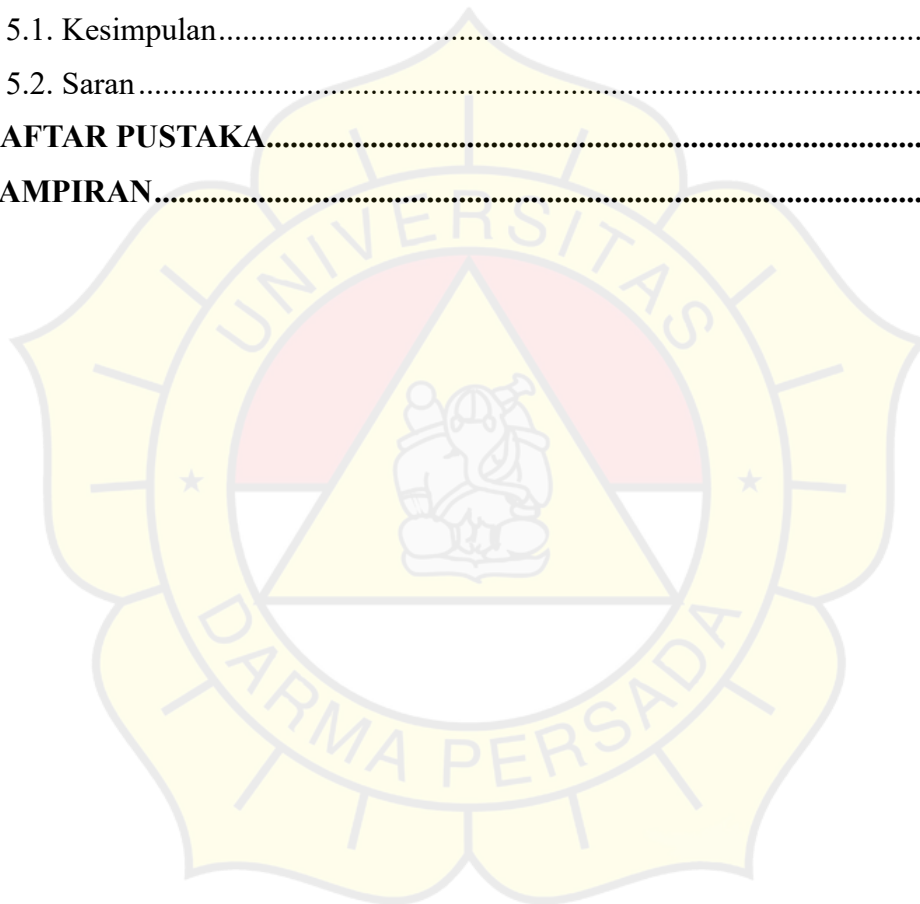 5.1. Kesimpulan........................................................................................
5.2. Saran..................................................................................................
AFTAR PUSTAKA.................................................................................
AMPIRAN...............................................................................................
UNIVERSITAS
DARMA PERSADA